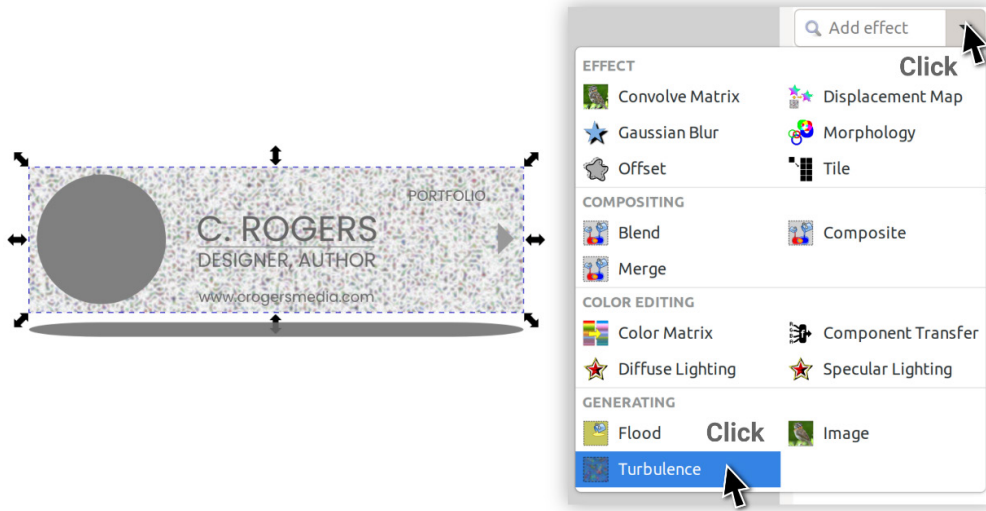 PORTFOLIO
C. ROGERS
DESIGNER, AUTHOR
www.crogersmedia.com
Add effect
Click
EFFECT
Convolve Matrix
Displacement Map
Gaussian Blur
Morphology
Offset
Tile
COMPOSITING
Blend
Composite
Merge
COLOR EDITING
Color Matrix
Component Transfer
Diffuse Lighting
Specular Lighting
GENERATING
Flood
Click
Image
Turbulence